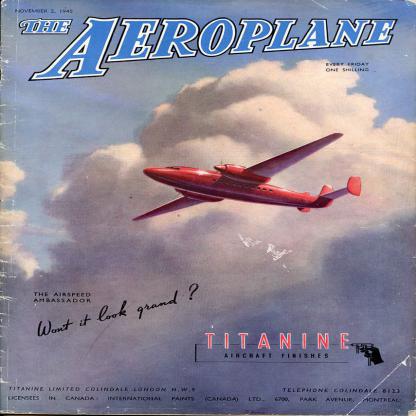 NOVEMBER 2, 1945
THE AEROPLANE
EVERY FRIDAY
ONE SHILLING
THE AIRSPEED
AMBASSADOR
Wont it look grand?
TITANINE
AIRCRAFT FINISHES
TITANINE LIMITED COLINDALE LONDON N.W.9
TELEPHONE COLINDALE 8123
LICENSEES IN CANADA: INTERNATIONAL PAINTS (CANADA) LTD., 6700, PARK AVENUE, MONTREAL.